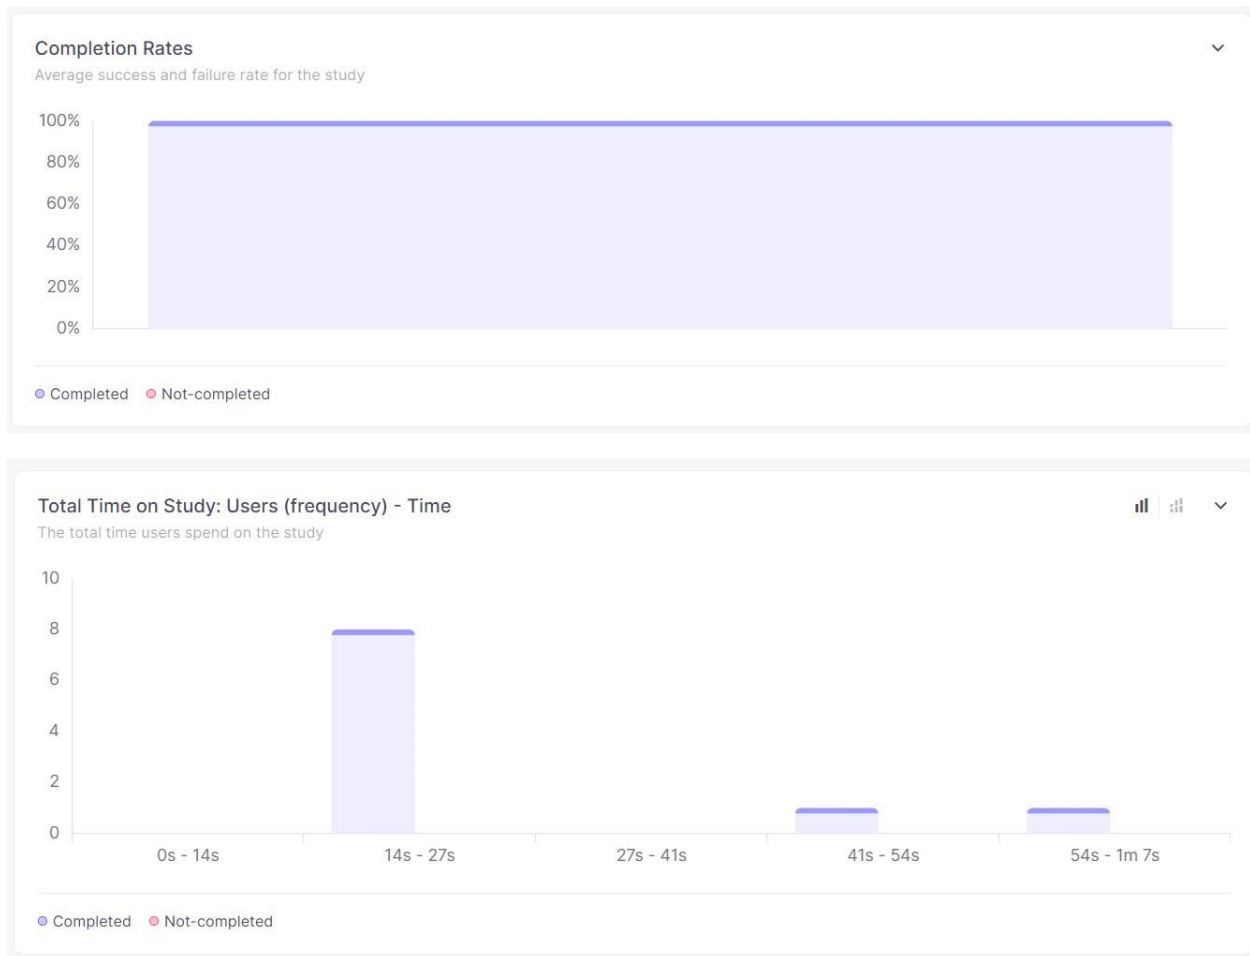 Completion Rates
Average success and failure rate for the study
100%
80%
60%
40%
20%
0%
Completed Not-completed
Total Time on Study: Users (frequency) - Time
The total time users spend on the study
10
8
6
4
2
0
0s - 14s 14s - 27s 27s - 41s 41s - 54s 54s - 1m 7s
Completed Not-completed